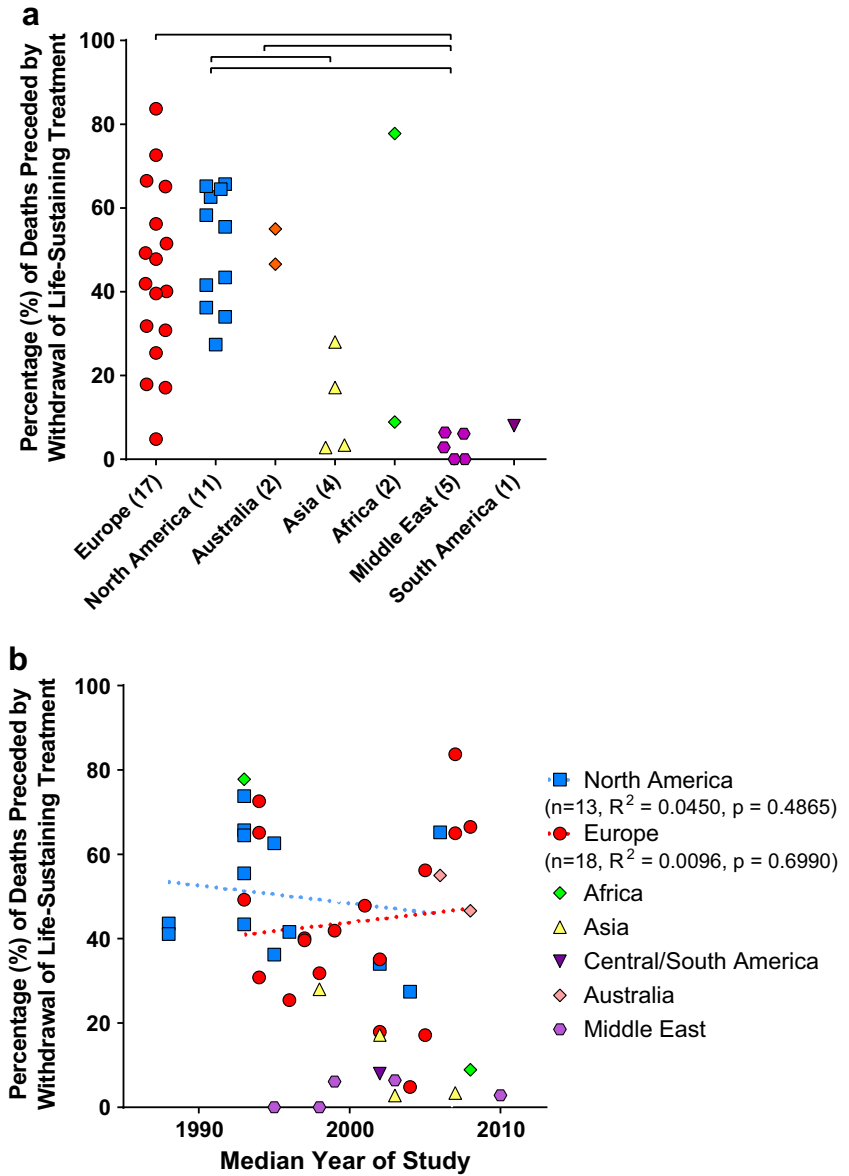 a
Percentage (%) of Deaths Preceded by
Withdrawal of Life-Sustaining Treatment
100
80
60
40
20
0
Europe (17)
North America (11)
Australia (2)
Asia (4)
Africa (2)
Middle East (5)
South America (1)
b
Percentage (%) of Deaths Preceded by
Withdrawal of Life-Sustaining Treatment
100
80
60
40
20
0
1990
2000
2010
Median Year of Study
North America
(n=13, R² = 0.0450, p = 0.4865)
Europe
(n=18, R² = 0.0096, p = 0.6990)
Africa
Asia
Central/South America
Australia
Middle East